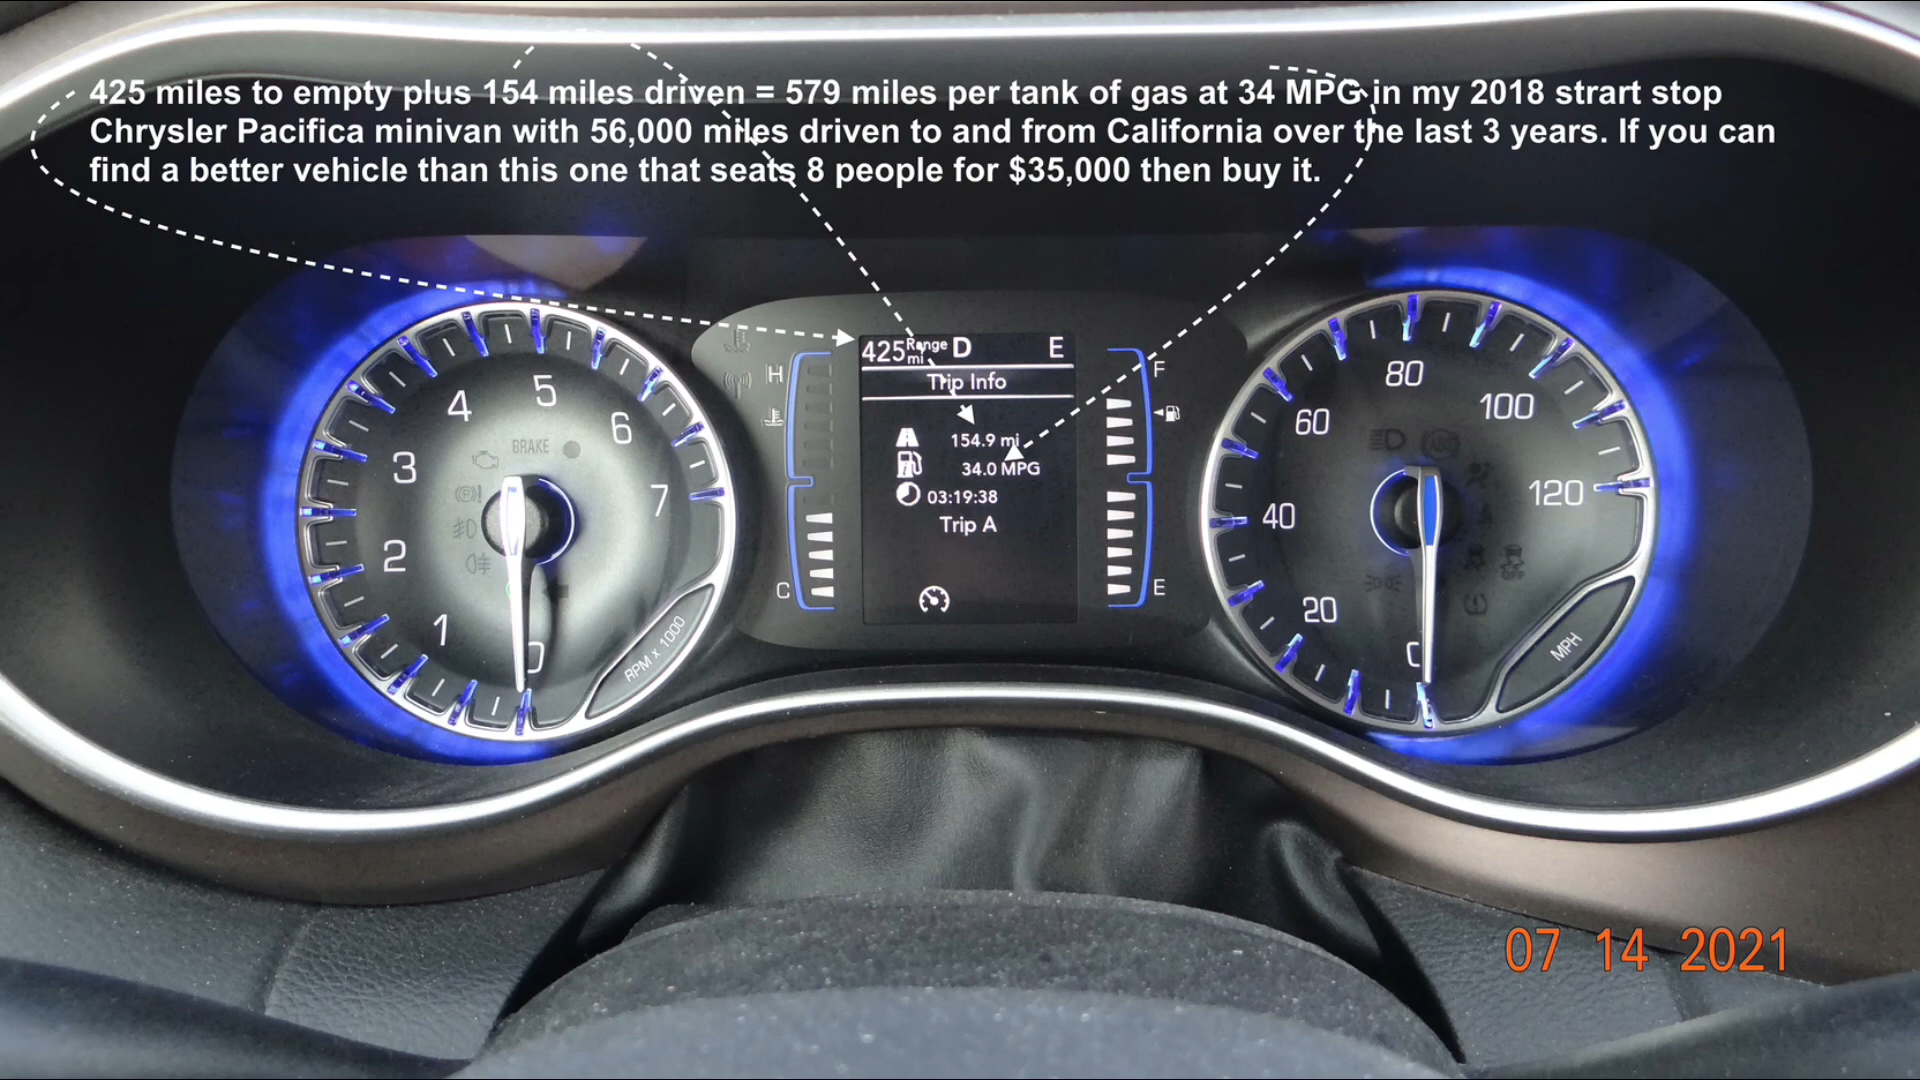 425 miles to empty plus 154 miles driven = 579 miles per tank of gas at 34 MPG in my 2018 strart stop
Chrysler Pacifica minivan with 56,000 miles driven to and from California over the last 3 years. If you can
find a better vehicle than this one that seats 8 people for $35,000 then buy it.
425 Range mi D E
Trip Info
154.9 mi
34.0 MPG
03:19:38
Trip A
H
C
F
E
BRAKE
0
1
2
3
4
5
6
7
RPM x 1000
0
20
40
60
80
100
120
MPH
ABS
OFF
07 14 2021